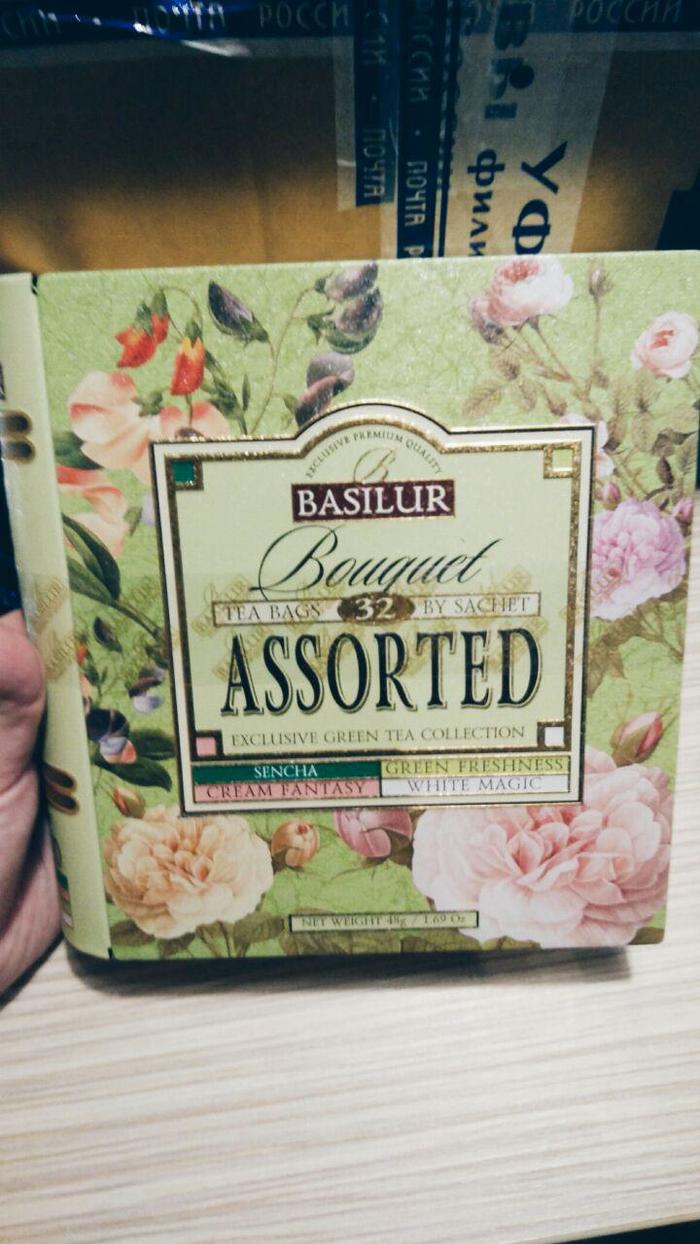 ПОЧТА РОССИИ
ПОЧТА
РОССИИ · ПОЧТА
УФ
EXCLUSIVE PREMIUM QUALITY
B
BASILUR
Bouquet
TEA BAGS 32 BY SACHET
ASSORTED
EXCLUSIVE GREEN TEA COLLECTION
SENCHA GREEN FRESHNESS
CREAM FANTASY WHITE MAGIC
NET WEIGHT 48g / 1.69 Oz